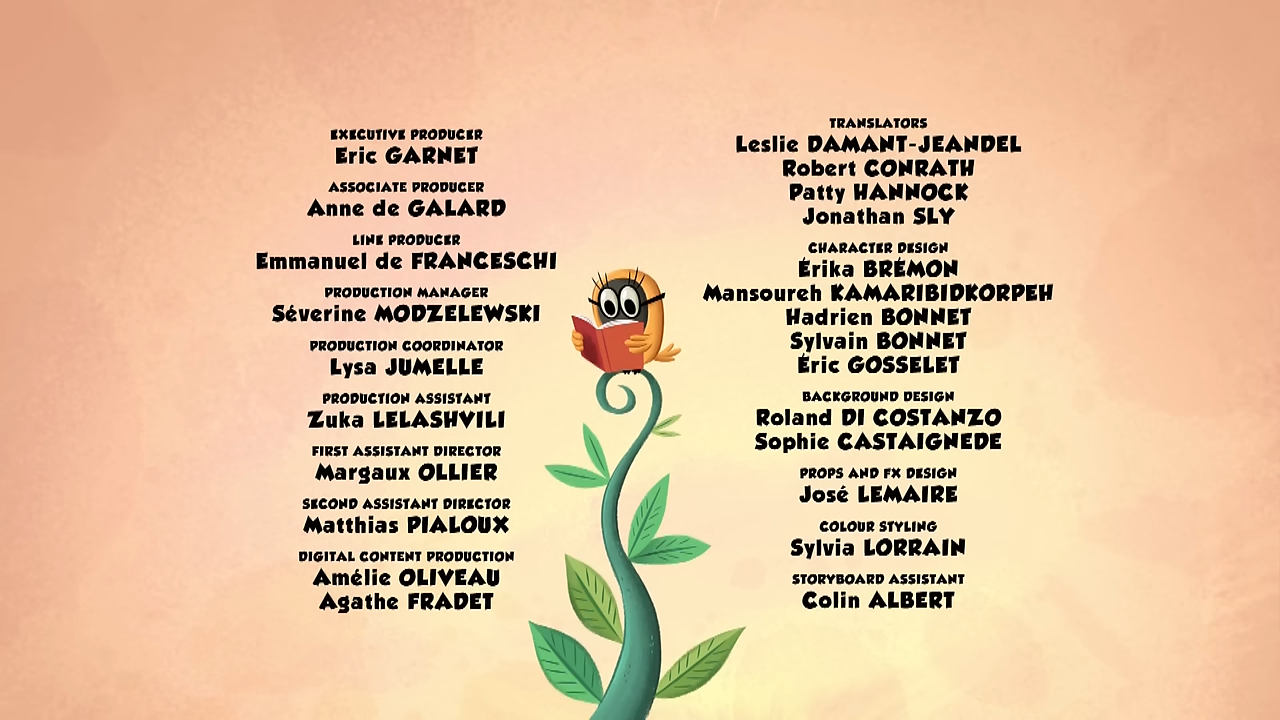 EXECUTIVE PRODUCER
Eric GARNET
ASSOCIATE PRODUCER
Anne de GALARD
LINE PRODUCER
Emmanuel de FRANCESCHI
PRODUCTION MANAGER
Séverine MODZELEWSKI
PRODUCTION COORDINATOR
Lysa JUMELLE
PRODUCTION ASSISTANT
Zuka LELASHVILI
FIRST ASSISTANT DIRECTOR
Margaux OLLIER
SECOND ASSISTANT DIRECTOR
Matthias PIALOUX
DIGITAL CONTENT PRODUCTION
Amélie OLIVEAU
Agathe FRADET
TRANSLATORS
Leslie DAMANT-JEANDEL
Robert CONRATH
Patty HANNOCK
Jonathan SLY
CHARACTER DESIGN
Érika BRÉMON
Mansoureh KAMARIBIDKORPEH
Hadrien BONNET
Sylvain BONNET
Éric GOSSELET
BACKGROUND DESIGN
Roland DI COSTANZO
Sophie CASTAIGNEDE
PROPS AND FX DESIGN
José LEMAIRE
COLOUR STYLING
Sylvia LORRAIN
STORYBOARD ASSISTANT
Colin ALBERT